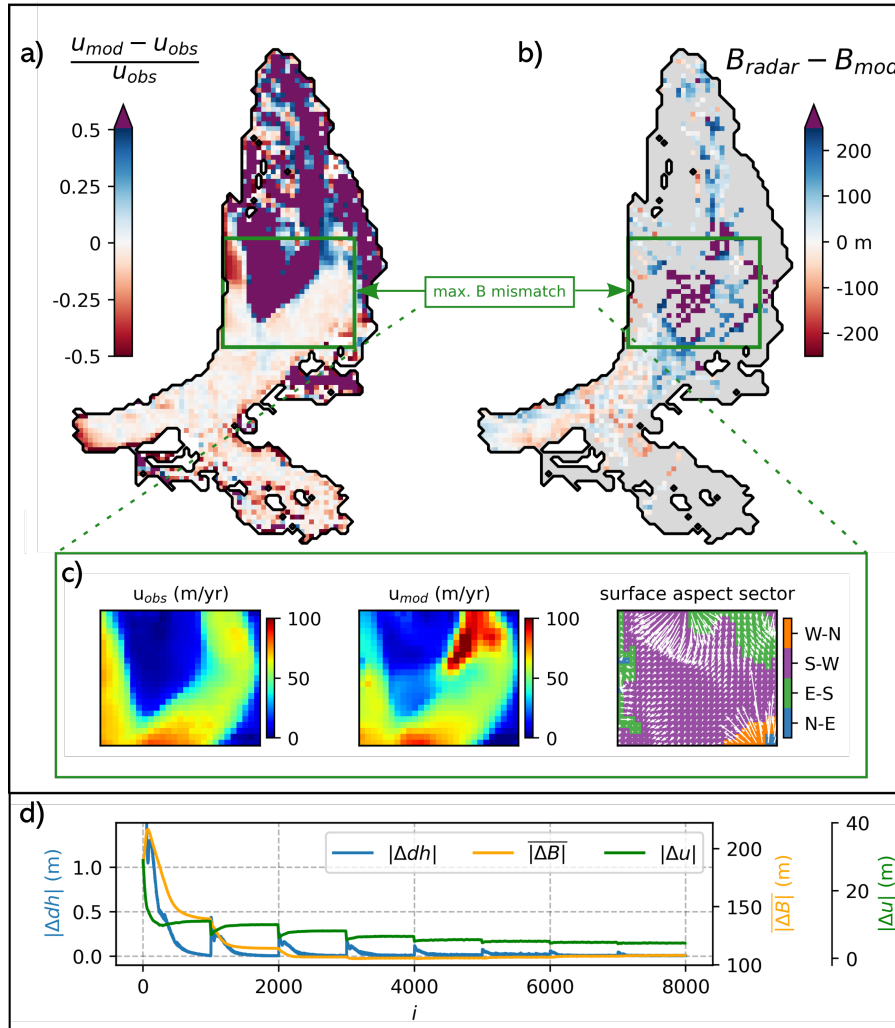 a)
u_mod − u_obs
u_obs
0.5
0.25
0
-0.25
-0.5
b)
B_radar − B_mod
200
100
0 m
-100
-200
max. B mismatch
c)
u_obs (m/yr)
100
50
0
u_mod (m/yr)
100
50
0
surface aspect sector
W-N
S-W
E-S
N-E
d)
|Δdh| (m)
1.0
0.5
0.0
|Δdh|
|ΔB|
|Δu|
200
150
100
|ΔB| (m)
40
20
0
|Δu| (m)
0
2000
4000
6000
8000
i